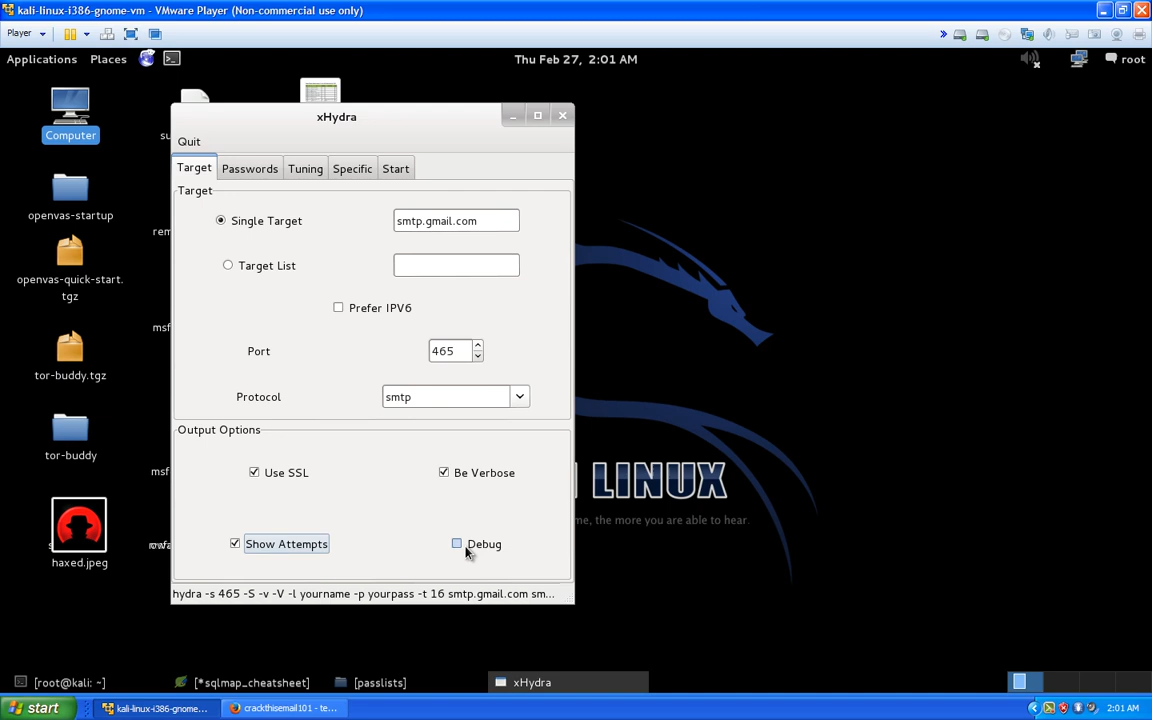 kali-linux-i386-gnome-vm - VMware Player (Non-commercial use only)
Player
Applications Places Thu Feb 27, 2:01 AM root
Computer
xHydra
Quit
Target Passwords Tuning Specific Start
Target
Single Target smtp.gmail.com
openvas-startup
Target List
openvas-quick-start.
tgz
Prefer IPV6
Port 465
tor-buddy.tgz
Protocol smtp
Output Options
tor-buddy
Use SSL Be Verbose
LINUX
me, the more you are able to hear.
Show Attempts Debug
haxed.jpeg
hydra -s 465 -S -v -V -l yourname -p yourpass -t 16 smtp.gmail.com sm...
[root@kali: ~] [*sqlmap_cheatsheet] [passlists] xHydra
start kali-linux-i386-gnome... crackthisemail101 - te... 2:01 AM